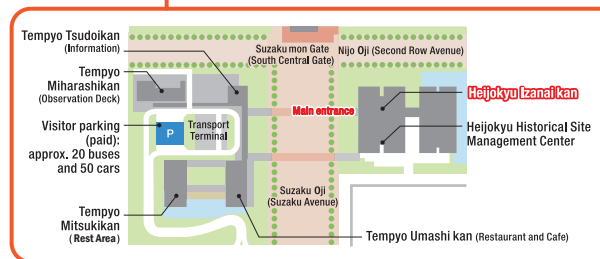 Tempyo Tsudoikan
(Information)
Tempyo
Miharashikan
(Observation Deck)
Visitor parking
(paid):
approx. 20 buses
and 50 cars
Tempyo
Mitsukikan
(Rest Area)
P
Transport
Terminal
Suzaku mon Gate
(South Central Gate)
Nijo Oji (Second Row Avenue)
Main entrance
Suzaku Oji
(Suzaku Avenue)
Heijokyu Izanai kan
Heijokyu Historical Site
Management Center
Tempyo Umashi kan (Restaurant and Cafe)